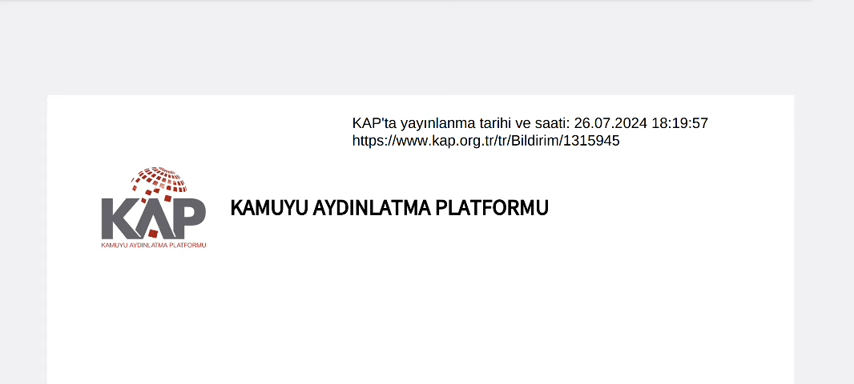 KAP'ta yayınlanma tarihi ve saati: 26.07.2024 18:19:57
https://www.kap.org.tr/tr/Bildirim/1315945
KAP
KAMUYU AYDINLATMA PLATFORMU
KAMUYU AYDINLATMA PLATFORMU